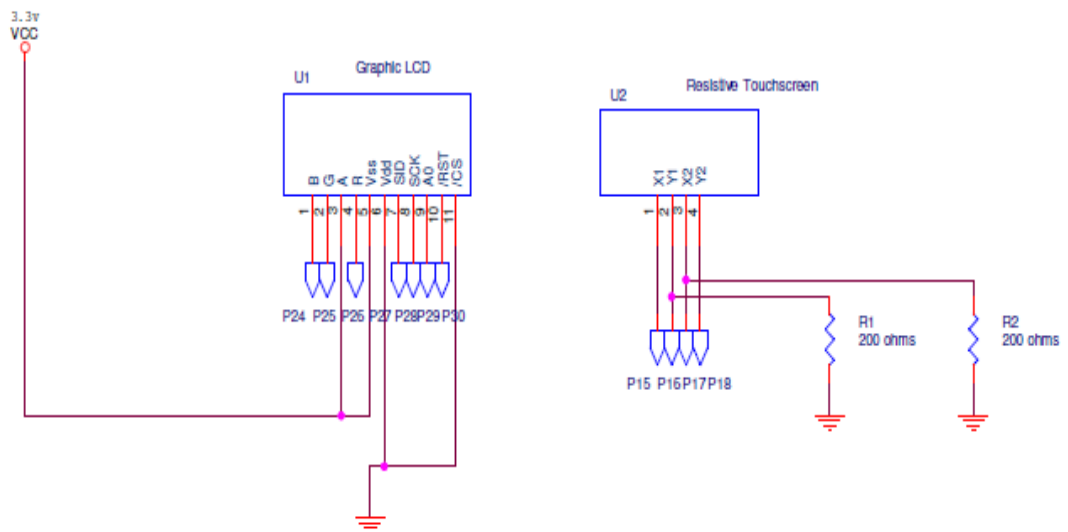 3.3v
VCC
U1
Graphic LCD
B
G
A
R
Vss
Vdd
SID
SCK
A0
/RST
/CS
1
2
3
4
5
6
7
8
9
10
11
P24
P25
P26
P27
P28
P29
P30
U2
Resistive Touchscreen
X1
Y1
X2
Y2
1
2
3
4
P15
P16
P17
P18
R1
200 ohms
R2
200 ohms